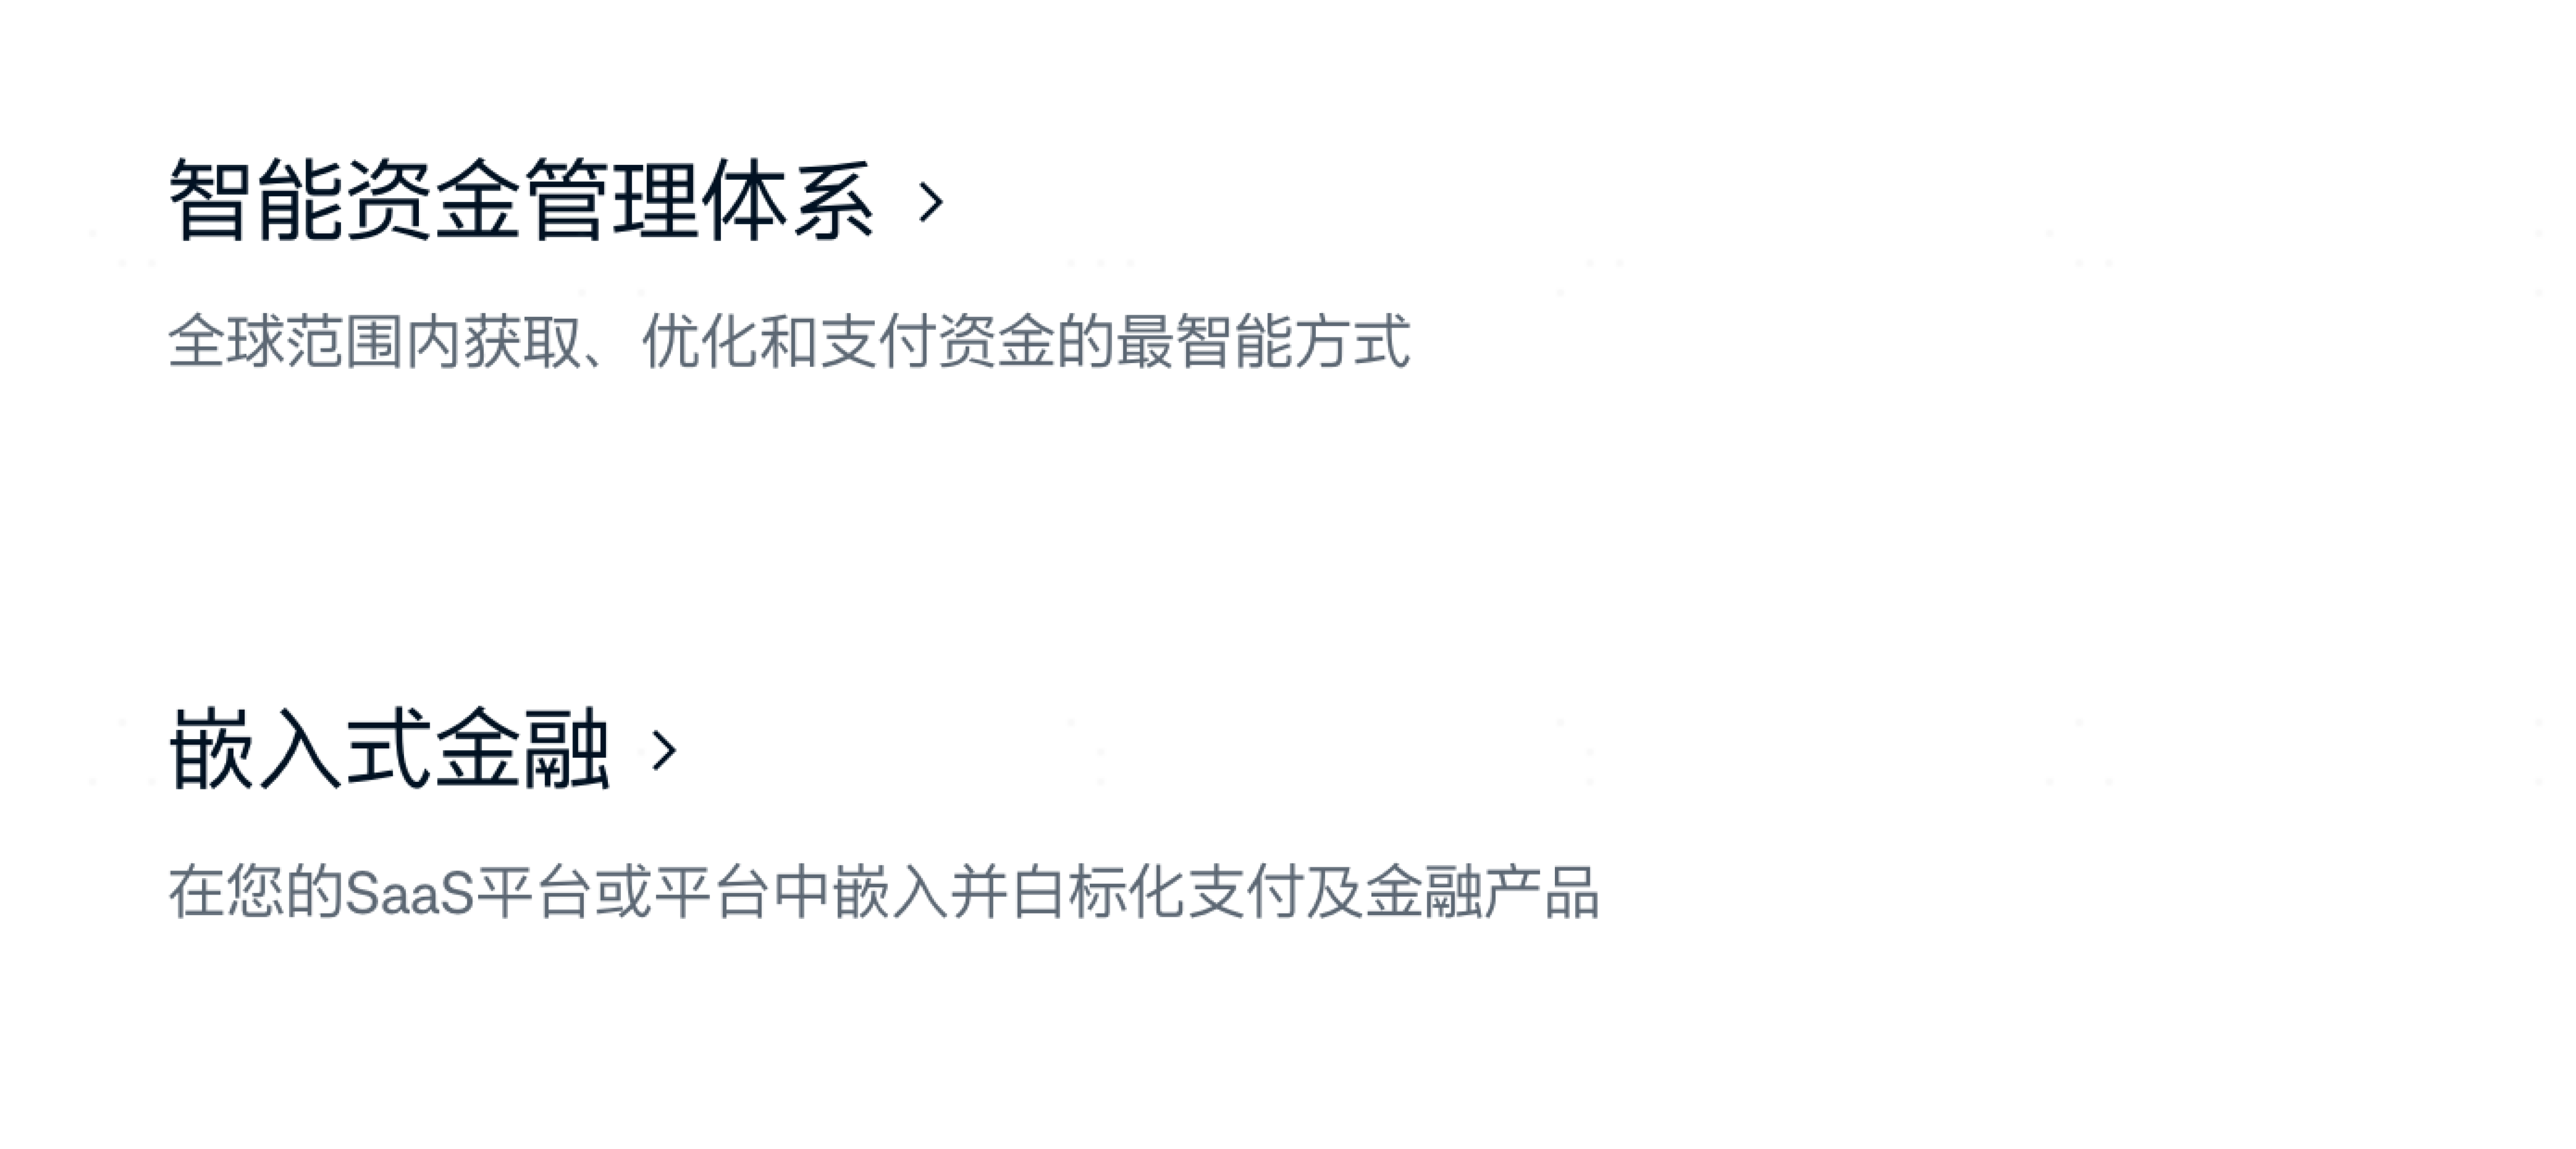 智能资金管理体系 >
全球范围内获取、优化和支付资金的最智能方式
嵌入式金融 >
在您的SaaS平台或平台中嵌入并白标化支付及金融产品